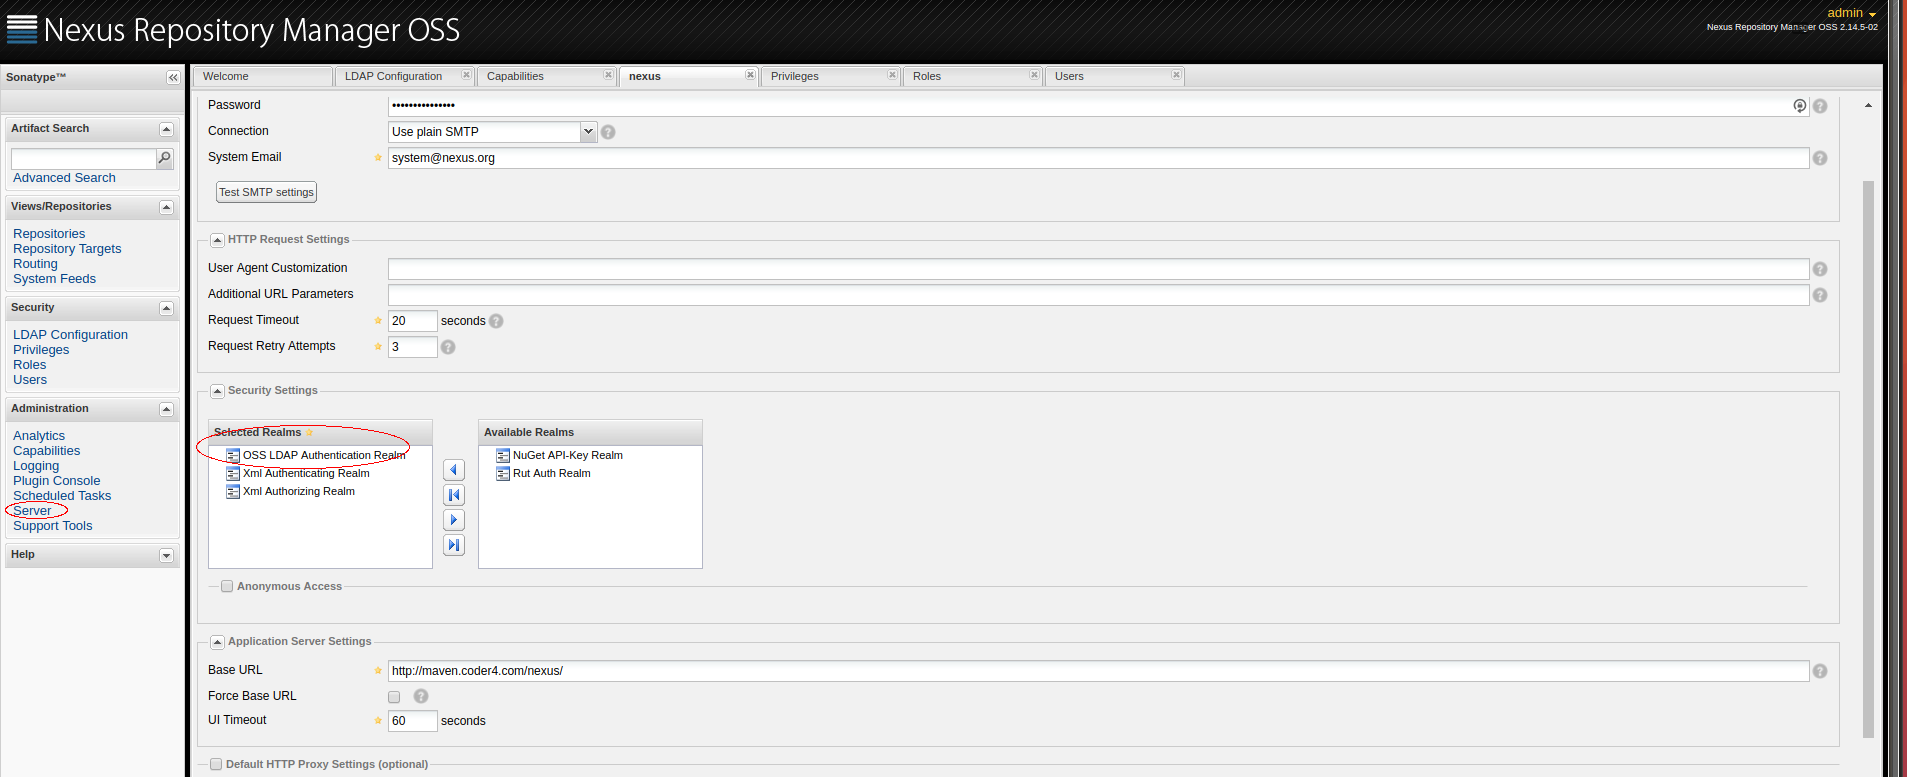 Nexus Repository Manager OSS
admin
Nexus Repository Manager OSS 2.14.5-02
Sonatype™
Welcome
LDAP Configuration
Capabilities
nexus
Privileges
Roles
Users
Artifact Search
Advanced Search
Views/Repositories
Repositories
Repository Targets
Routing
System Feeds
Security
LDAP Configuration
Privileges
Roles
Users
Administration
Analytics
Capabilities
Logging
Plugin Console
Scheduled Tasks
Server
Support Tools
Help
Password •••••••••••••••
Connection Use plain SMTP
System Email system@nexus.org
Test SMTP settings
HTTP Request Settings
User Agent Customization
Additional URL Parameters
Request Timeout 20 seconds
Request Retry Attempts 3
Security Settings
Selected Realms
OSS LDAP Authentication Realm
Xml Authenticating Realm
Xml Authorizing Realm
Available Realms
NuGet API-Key Realm
Rut Auth Realm
Anonymous Access
Application Server Settings
Base URL http://maven.coder4.com/nexus/
Force Base URL
UI Timeout 60 seconds
Default HTTP Proxy Settings (optional)